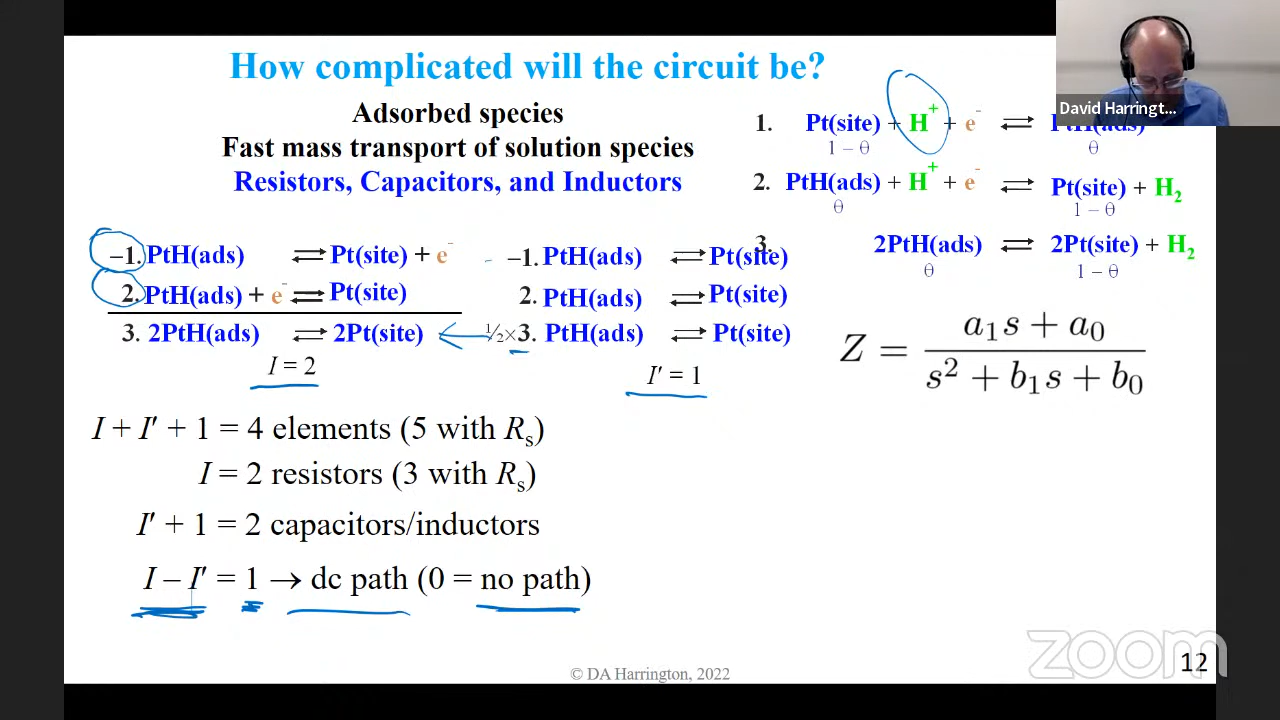 How complicated will the circuit be?
David Harringt...
Adsorbed species
Fast mass transport of solution species
Resistors, Capacitors, and Inductors
1. Pt(site) + H⁺ + e⁻ ⇌ PtH(ads)
1 – θ θ
2. PtH(ads) + H⁺ + e⁻ ⇌ Pt(site) + H₂
θ 1 – θ
3. 2PtH(ads) ⇌ 2Pt(site) + H₂
θ 1 – θ
–1. PtH(ads) ⇌ Pt(site) + e⁻
2. PtH(ads) + e⁻ ⇌ Pt(site)
3. 2PtH(ads) ⇌ 2Pt(site)
I = 2
–1. PtH(ads) ⇌ Pt(site)
2. PtH(ads) ⇌ Pt(site)
½×3. PtH(ads) ⇌ Pt(site)
I′ = 1
Z = (a₁s + a₀) / (s² + b₁s + b₀)
I + I′ + 1 = 4 elements (5 with Rₛ)
I = 2 resistors (3 with Rₛ)
I′ + 1 = 2 capacitors/inductors
I – I′ = 1 → dc path (0 = no path)
© DA Harrington, 2022
zoom
12